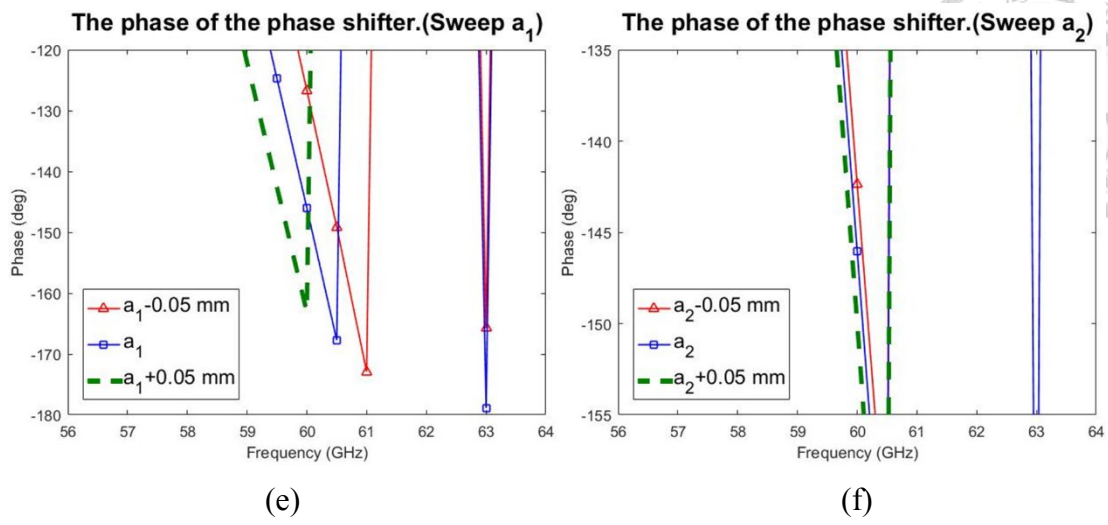 The phase of the phase shifter.(Sweep a1)
-120
-130
-140
-150
-160
-170
-180
Phase (deg)
a1-0.05 mm
a1
a1+0.05 mm
56 57 58 59 60 61 62 63 64
Frequency (GHz)
(e)
The phase of the phase shifter.(Sweep a2)
-135
-140
-145
-150
-155
Phase (deg)
a2-0.05 mm
a2
a2+0.05 mm
56 57 58 59 60 61 62 63 64
Frequency (GHz)
(f)